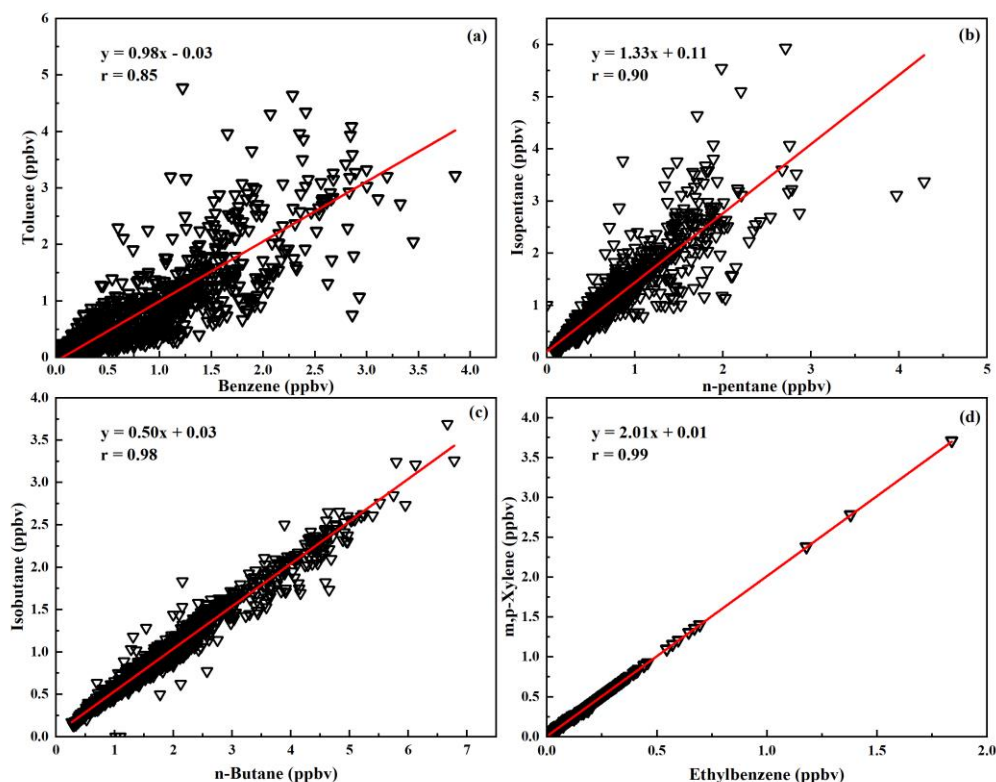 (a)
y = 0.98x - 0.03
r = 0.85
Toluene (ppbv)
6
5
4
3
2
1
0
0.0 0.5 1.0 1.5 2.0 2.5 3.0 3.5 4.0
Benzene (ppbv)
(b)
y = 1.33x + 0.11
r = 0.90
Isopentane (ppbv)
6
5
4
3
2
1
0
0 1 2 3 4 5
n-pentane (ppbv)
(c)
y = 0.50x + 0.03
r = 0.98
Isobutane (ppbv)
4.0
3.5
3.0
2.5
2.0
1.5
1.0
0.5
0.0
0 1 2 3 4 5 6 7
n-Butane (ppbv)
(d)
y = 2.01x + 0.01
r = 0.99
m,p-Xylene (ppbv)
4.0
3.5
3.0
2.5
2.0
1.5
1.0
0.5
0.0
0.0 0.5 1.0 1.5 2.0
Ethylbenzene (ppbv)